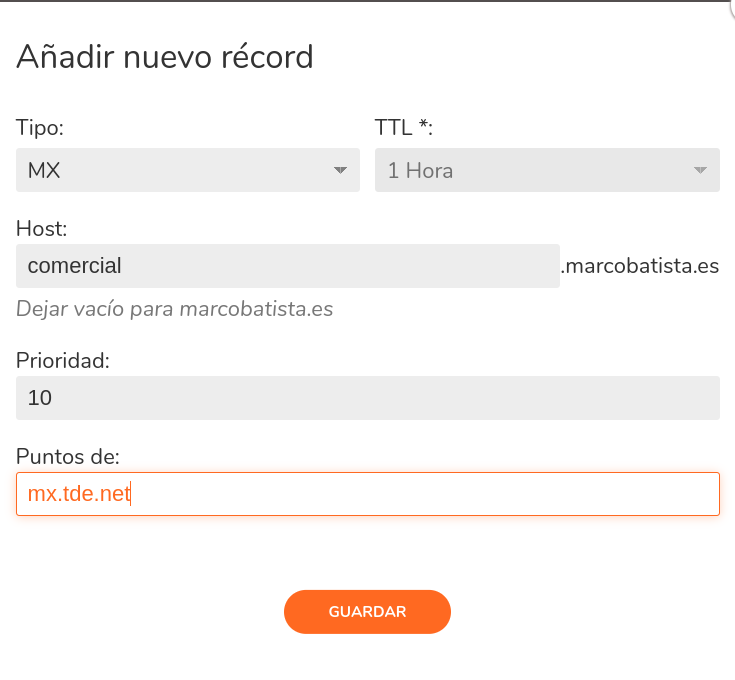 Añadir nuevo récord
Tipo: TTL *:
MX 1 Hora
Host:
comercial .marcobatista.es
Dejar vacío para marcobatista.es
Prioridad:
10
Puntos de:
mx.tde.net
GUARDAR